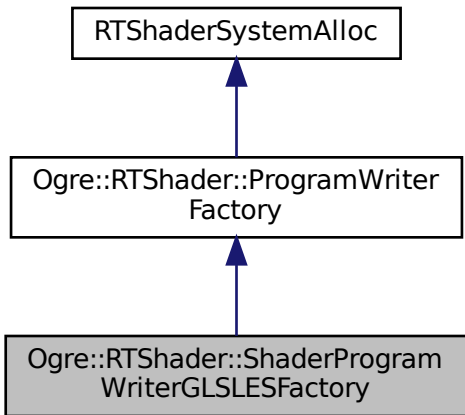 RTShaderSystemAlloc
Ogre::RTShader::ProgramWriter
Factory
Ogre::RTShader::ShaderProgram
WriterGLSLESFactory